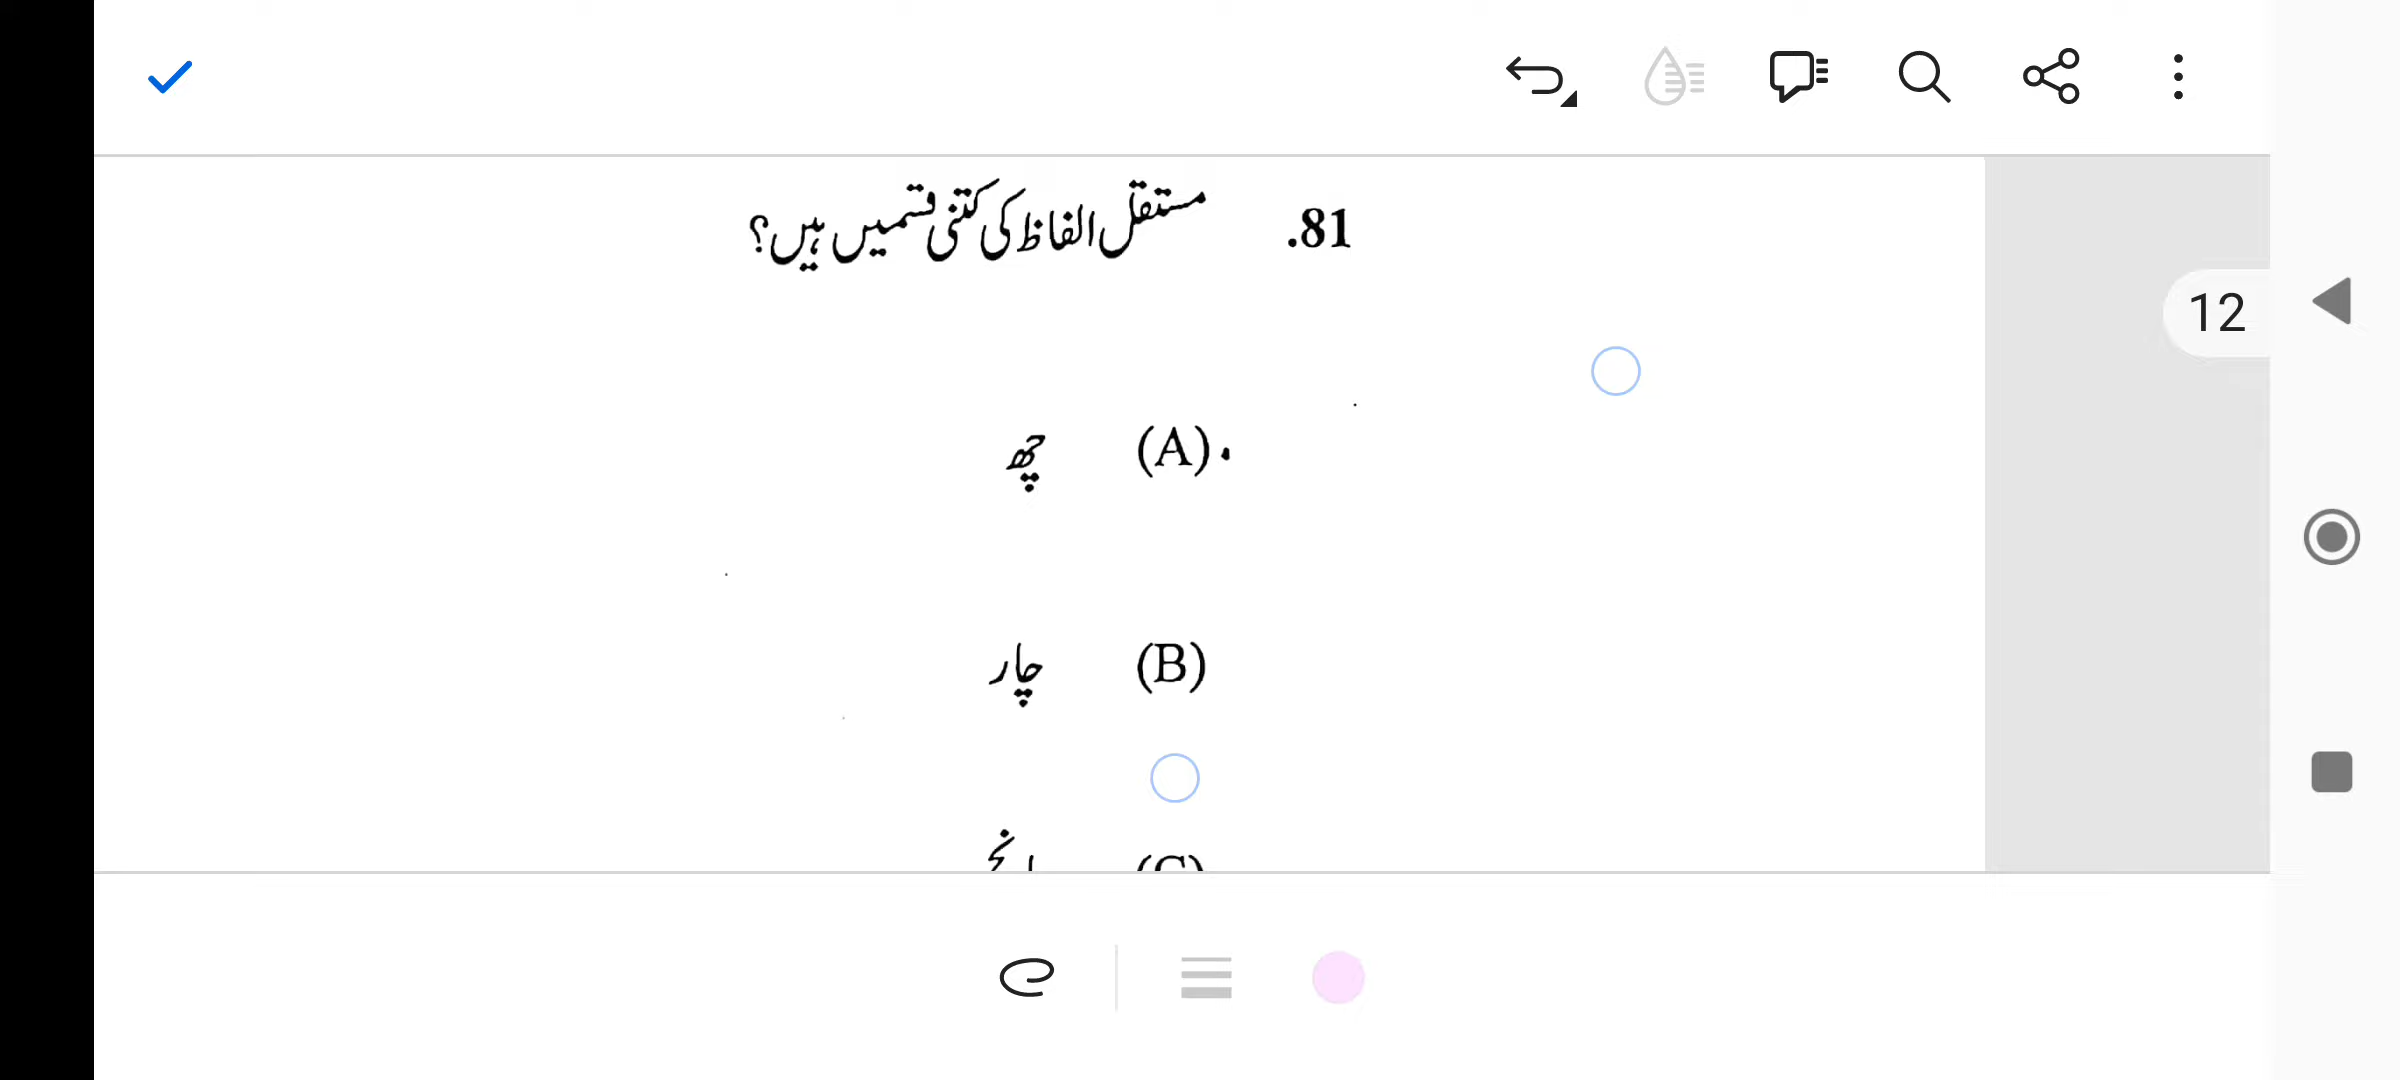 81. مستقل الفاظ کی کتنی قسمیں ہیں؟
12
(A) چھ
(B) چار